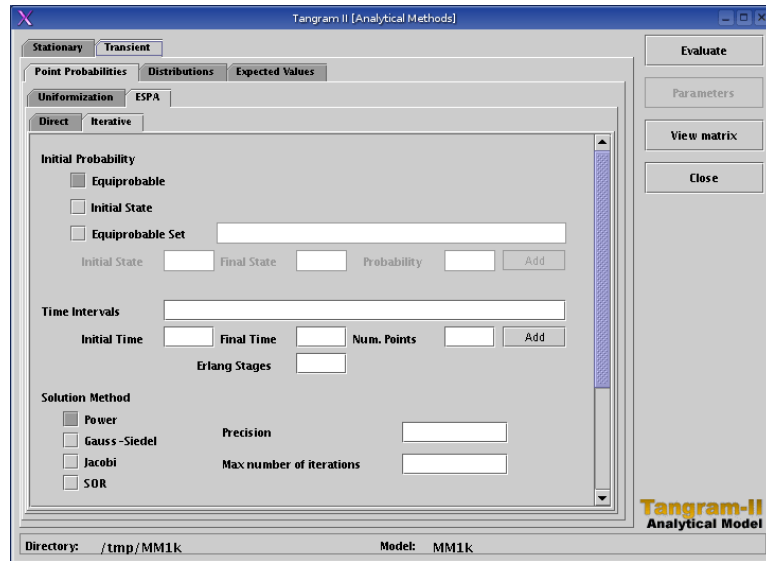 Tangram II [Analytical Methods]
Stationary Transient
Evaluate
Point Probabilities Distributions Expected Values
Uniformization ESPA
Parameters
Direct Iterative
View matrix
Initial Probability
Equiprobable
Close
Initial State
Equiprobable Set
Initial State Final State Probability Add
Time Intervals
Initial Time Final Time Num. Points Add
Erlang Stages
Solution Method
Power
Precision
Gauss-Siedel
Jacobi
Max number of iterations
SOR
Tangram-II
Analytical Model
Directory: /tmp/MM1k Model: MM1k